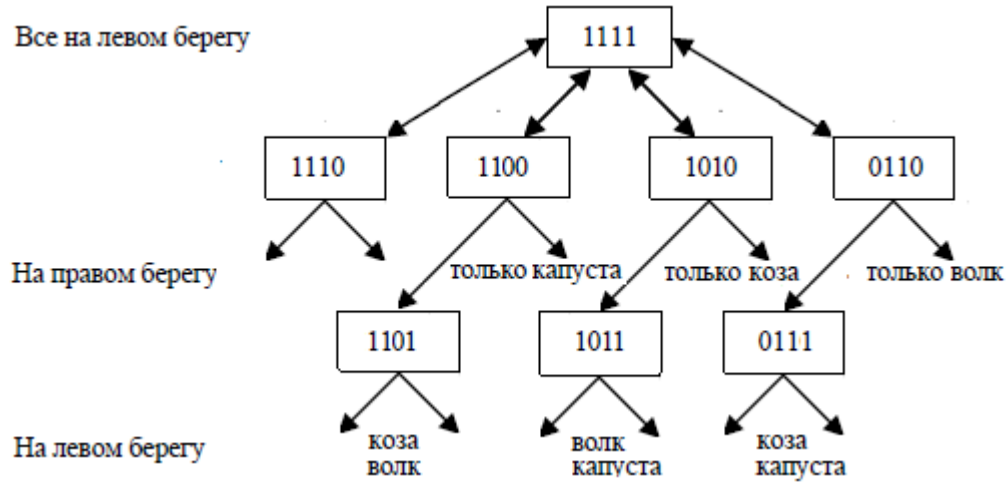 Все на левом берегу
1111
1110
1100
1010
0110
На правом берегу
только капуста
только коза
только волк
1101
1011
0111
На левом берегу
коза
волк
волк
капуста
коза
капуста